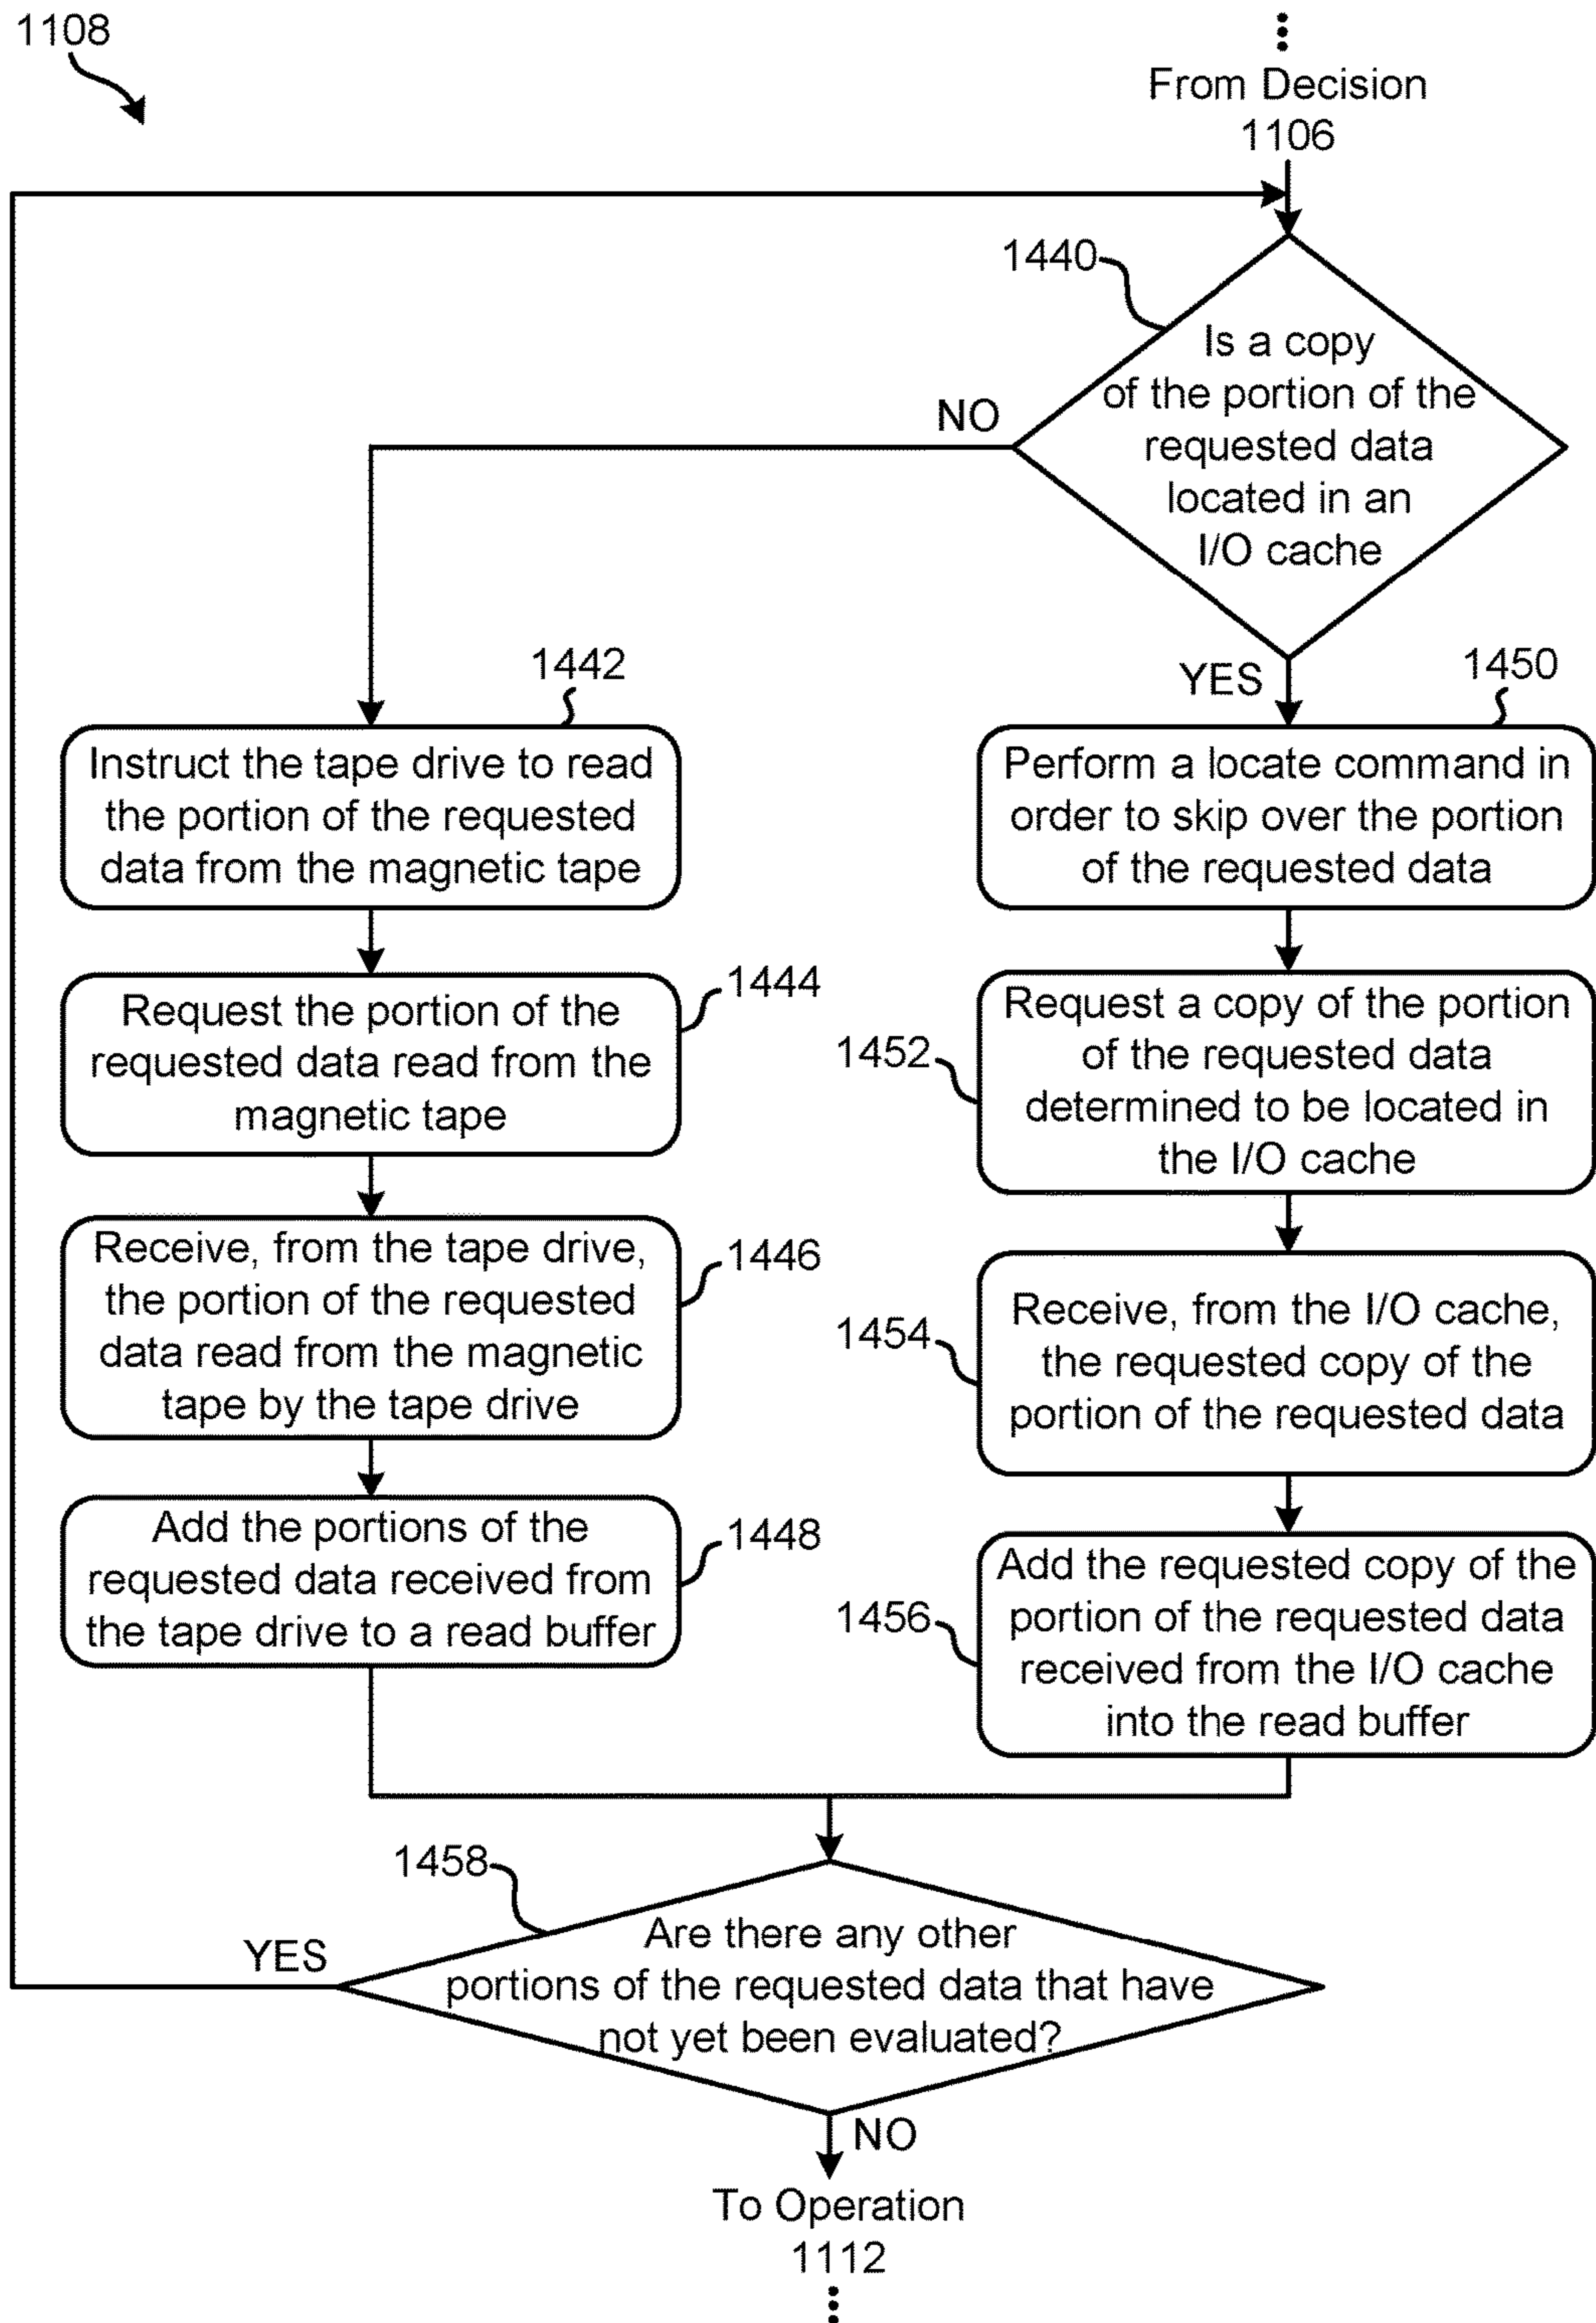 1108
From Decision
1106
1440
Is a copy
of the portion of the
requested data
located in an
I/O cache
NO
YES
1442
Instruct the tape drive to read
the portion of the requested
data from the magnetic tape
1450
Perform a locate command in
order to skip over the portion
of the requested data
1444
Request the portion of the
requested data read from the
magnetic tape
1452
Request a copy of the portion
of the requested data
determined to be located in
the I/O cache
1446
Receive, from the tape drive,
the portion of the requested
data read from the magnetic
tape by the tape drive
1454
Receive, from the I/O cache,
the requested copy of the
portion of the requested data
1448
Add the portions of the
requested data received from
the tape drive to a read buffer
1456
Add the requested copy of the
portion of the requested data
received from the I/O cache
into the read buffer
1458
Are there any other
portions of the requested data that have
not yet been evaluated?
YES
NO
To Operation
1112